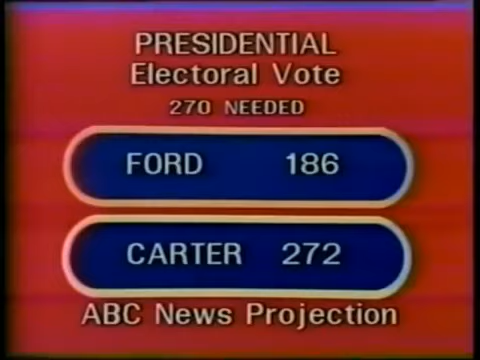 PRESIDENTIAL
Electoral Vote
270 NEEDED
FORD 186
CARTER 272
ABC News Projection